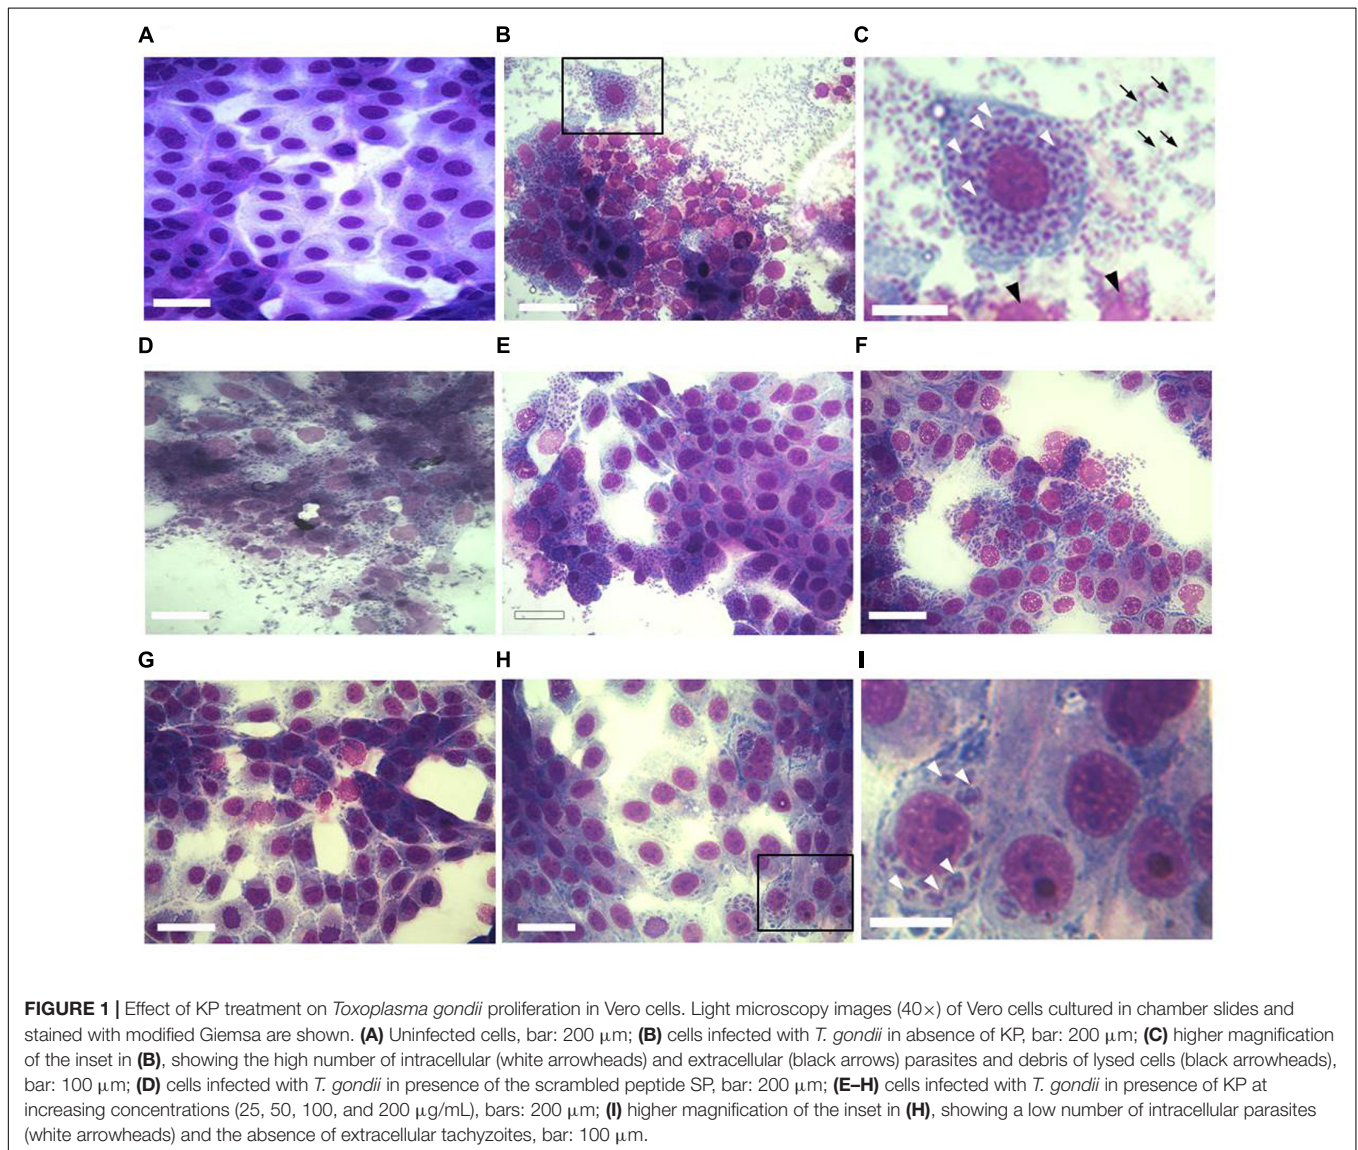 A
B
C
D
E
F
G
H
I
FIGURE 1 | Effect of KP treatment on Toxoplasma gondii proliferation in Vero cells. Light microscopy images (40×) of Vero cells cultured in chamber slides and
stained with modified Giemsa are shown. (A) Uninfected cells, bar: 200 μm; (B) cells infected with T. gondii in absence of KP, bar: 200 μm; (C) higher magnification
of the inset in (B), showing the high number of intracellular (white arrowheads) and extracellular (black arrows) parasites and debris of lysed cells (black arrowheads),
bar: 100 μm; (D) cells infected with T. gondii in presence of the scrambled peptide SP, bar: 200 μm; (E–H) cells infected with T. gondii in presence of KP at
increasing concentrations (25, 50, 100, and 200 μg/mL), bars: 200 μm; (I) higher magnification of the inset in (H), showing a low number of intracellular parasites
(white arrowheads) and the absence of extracellular tachyzoites, bar: 100 μm.